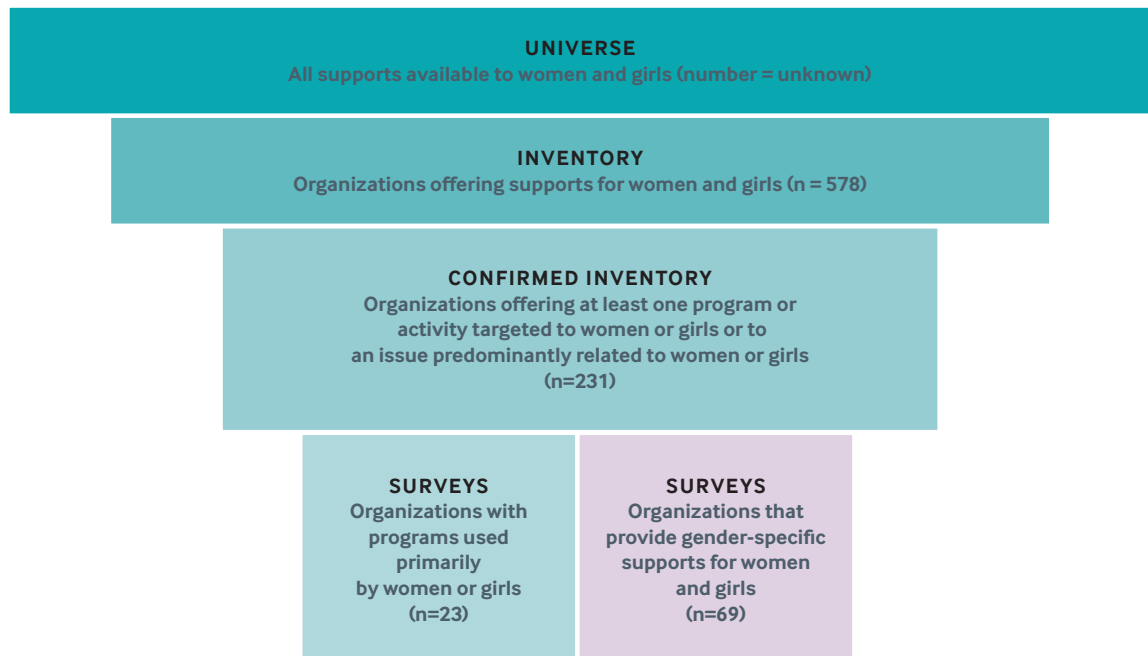 UNIVERSE
All supports available to women and girls (number = unknown)
INVENTORY
Organizations offering supports for women and girls (n = 578)
CONFIRMED INVENTORY
Organizations offering at least one program or
activity targeted to women or girls or to
an issue predominantly related to women or girls
(n=231)
SURVEYS
Organizations with
programs used
primarily
by women or girls
(n=23)
SURVEYS
Organizations that
provide gender-specific
supports for women
and girls
(n=69)